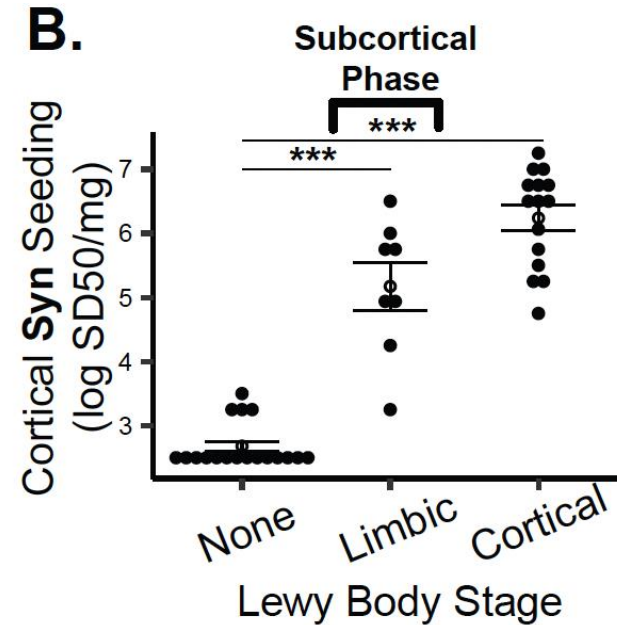 B.
Subcortical
Phase
***
***
Cortical Syn Seeding
(log SD50/mg)
7
6
5
4
3
None
Limbic
Cortical
Lewy Body Stage